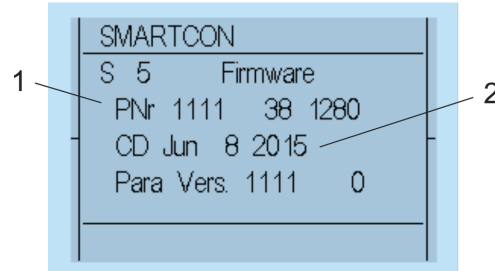 SMARTCON
S 5 Firmware
1
PNr 1111 38 1280
2
CD Jun 8 2015
Para Vers. 1111 0